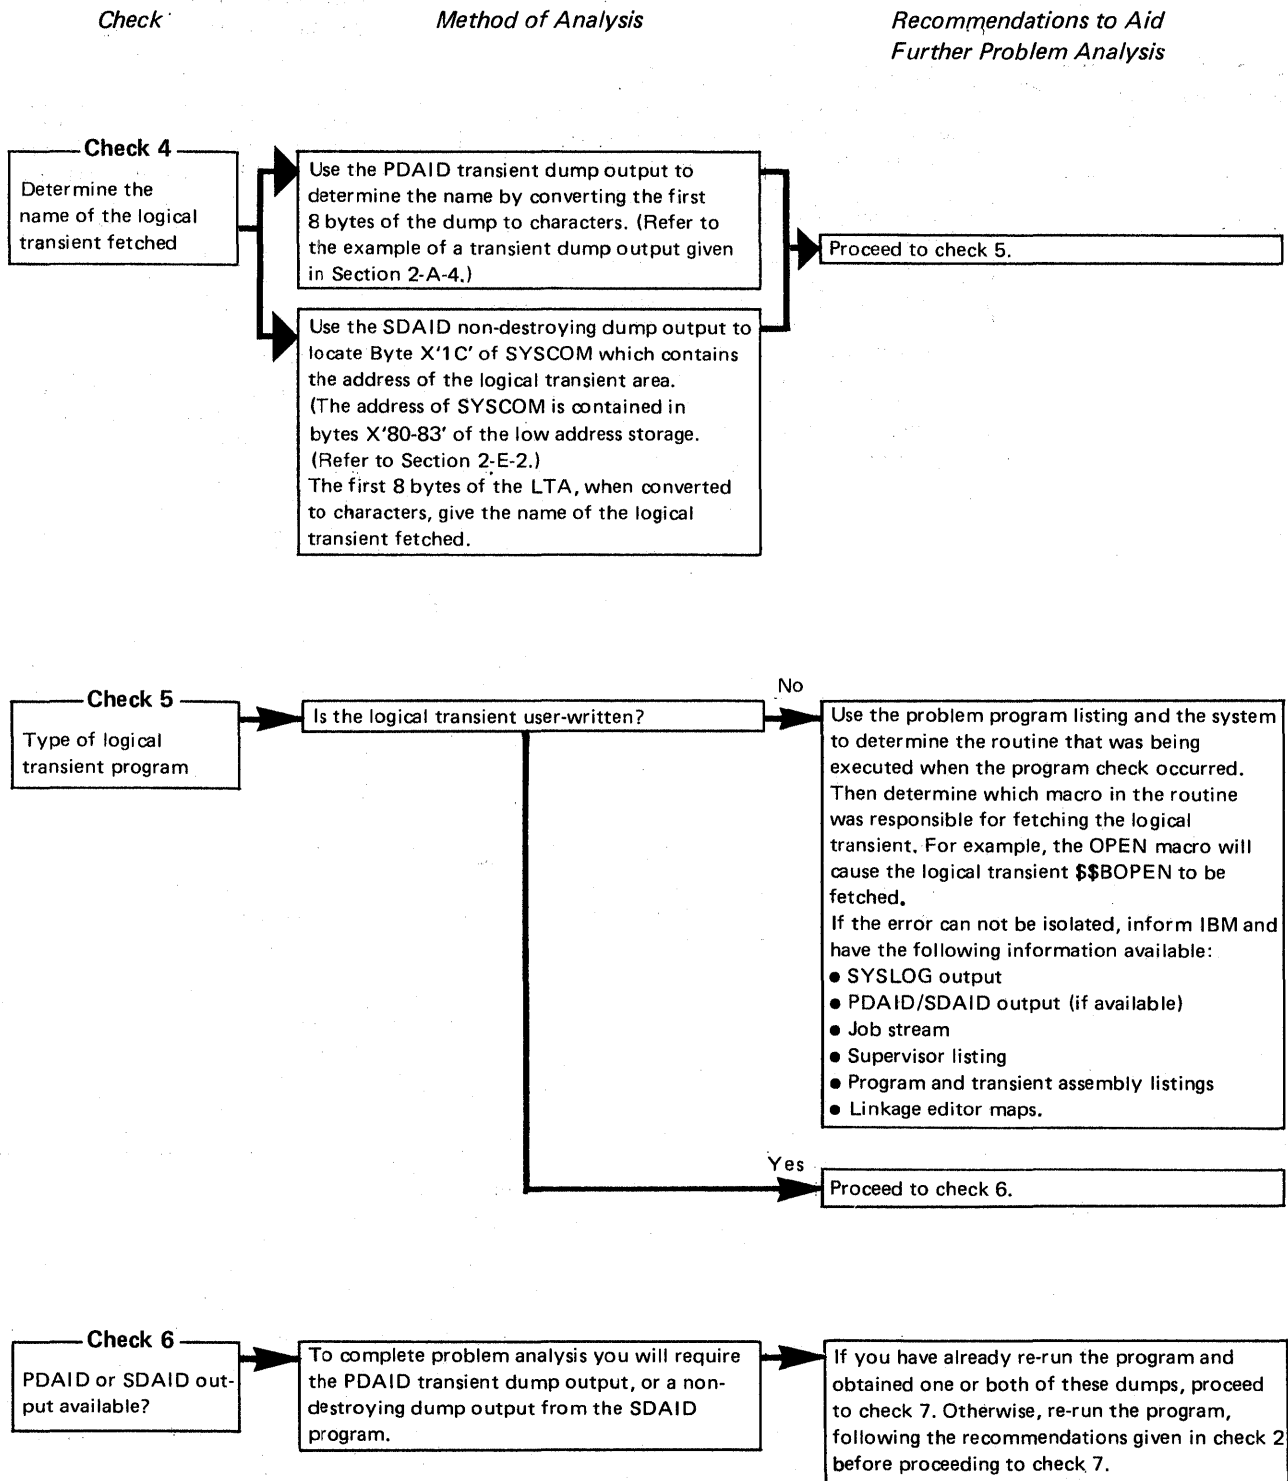 Check
Method of Analysis
Recommendations to Aid
Further Problem Analysis
Check 4
Determine the
name of the logical
transient fetched
Use the PDAID transient dump output to
determine the name by converting the first
8 bytes of the dump to characters. (Refer to
the example of a transient dump output given
in Section 2-A-4.)
Proceed to check 5.
Use the SDAID non-destroying dump output to
locate Byte X'1C' of SYSCOM which contains
the address of the logical transient area.
(The address of SYSCOM is contained in
bytes X'80-83' of the low address storage.
(Refer to Section 2-E-2.)
The first 8 bytes of the LTA, when converted
to characters, give the name of the logical
transient fetched.
Check 5
Type of logical
transient program
Is the logical transient user-written?
No
Use the problem program listing and the system
to determine the routine that was being
executed when the program check occurred.
Then determine which macro in the routine
was responsible for fetching the logical
transient. For example, the OPEN macro will
cause the logical transient $$BOPEN to be
fetched.
If the error can not be isolated, inform IBM and
have the following information available:
● SYSLOG output
● PDAID/SDAID output (if available)
● Job stream
● Supervisor listing
● Program and transient assembly listings
● Linkage editor maps.
Yes
Proceed to check 6.
Check 6
PDAID or SDAID out-
put available?
To complete problem analysis you will require
the PDAID transient dump output, or a non-
destroying dump output from the SDAID
program.
If you have already re-run the program and
obtained one or both of these dumps, proceed
to check 7. Otherwise, re-run the program,
following the recommendations given in check 2
before proceeding to check 7.